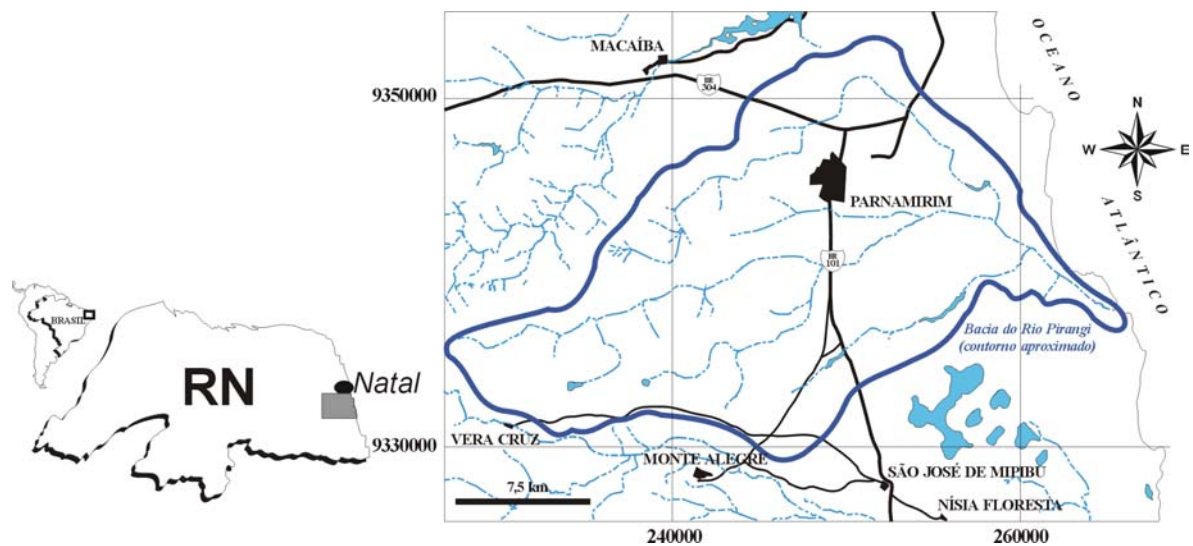 BRASIL
RN
Natal
MACAÍBA
OCEANO
ATLÂNTICO
9350000
BR
304
N
W
E
S
PARNAMIRIM
BR
101
Bacia do Rio Pirangi
(contorno aproximado)
9330000
VERA CRUZ
MONTE ALEGRE
SÃO JOSÉ DE MIPIBÚ
NÍSIA FLORESTA
7,5 km
240000
260000